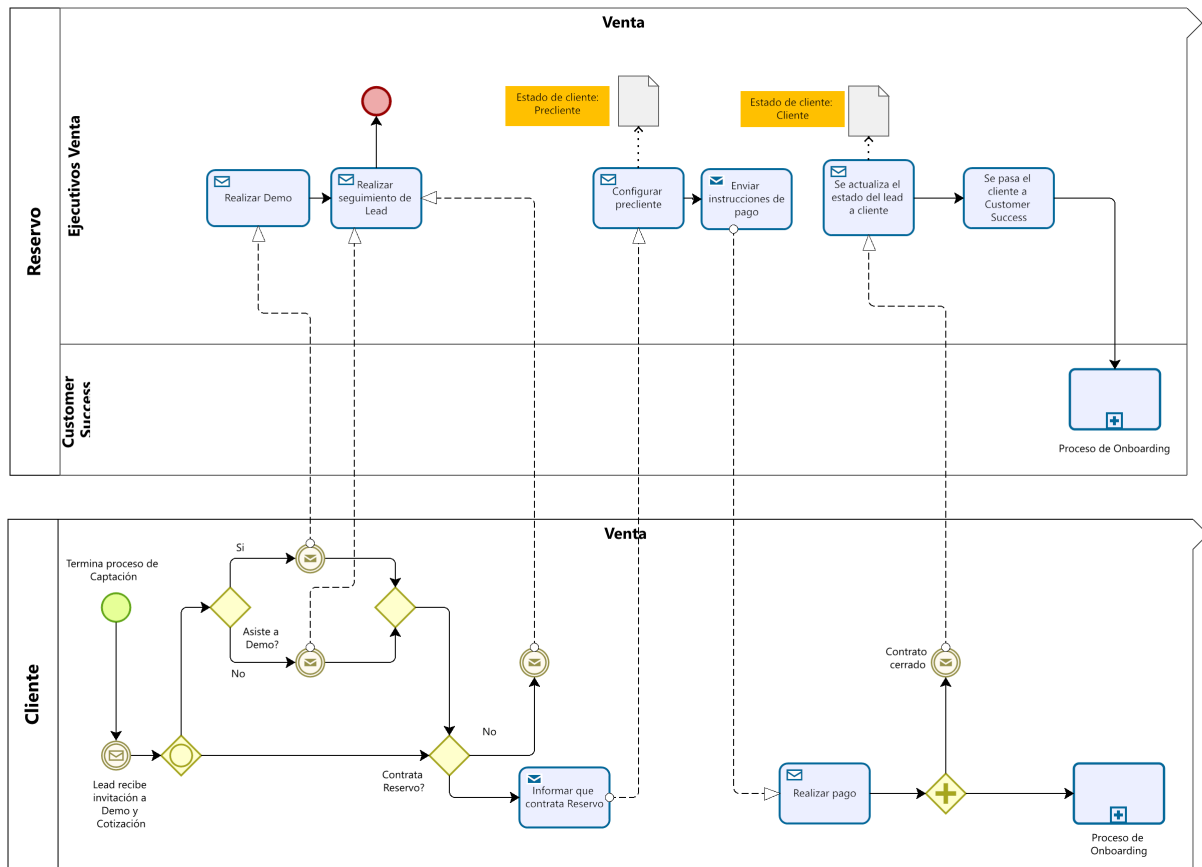 Venta
Reservo
Ejecutivos Venta
Estado de cliente:
Precliente
Estado de cliente:
Cliente
Realizar Demo
Realizar
seguimiento de
Lead
Configurar
precliente
Enviar
instrucciones de
pago
Se actualiza el
estado del lead
a cliente
Se pasa el
cliente a
Customer
Success
Customer
Success
Proceso de Onboarding
Venta
Cliente
Termina proceso de
Captación
Si
Asiste a
Demo?
No
Lead recibe
invitación a
Demo y
Cotización
Contrata
Reservo?
No
Informar que
contrata Reservo
Contrato
cerrado
Realizar pago
Proceso de
Onboarding